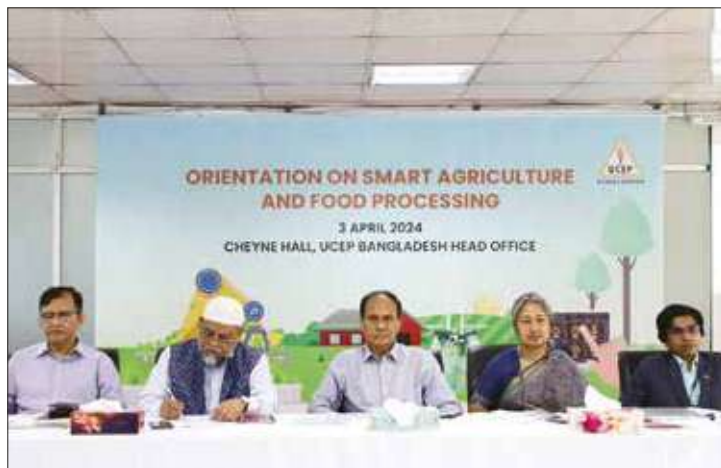 ORIENTATION ON SMART AGRICULTURE
AND FOOD PROCESSING
3 APRIL 2024
CHEYNE HALL, UCEP BANGLADESH HEAD OFFICE
UCEP